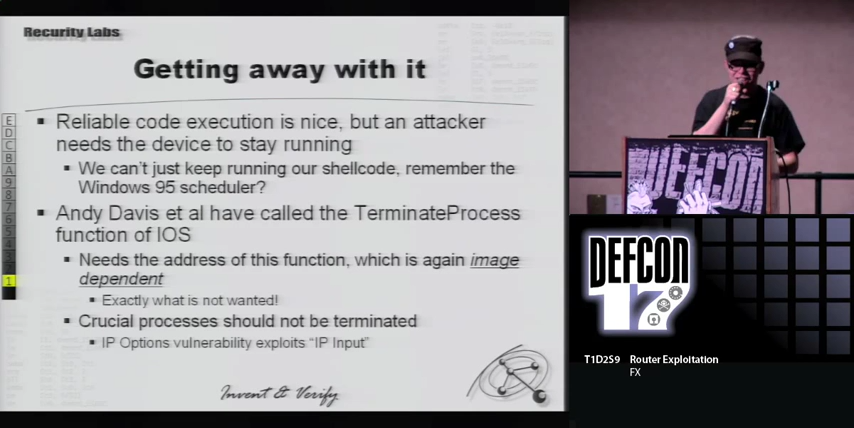 Recurity Labs
Getting away with it
Reliable code execution is nice, but an attacker
needs the device to stay running
We can't just keep running our shellcode, remember the
Windows 95 scheduler?
Andy Davis et al have called the TerminateProcess
function of IOS
Needs the address of this function, which is again image
dependent
Exactly what is not wanted!
Crucial processes should not be terminated
IP Options vulnerability exploits "IP Input"
Invent & Verify
E
D
C
B
A
9
8
7
6
5
4
3
1
DEFCON
DEFCON
17
T1D2S9 Router Exploitation
FX